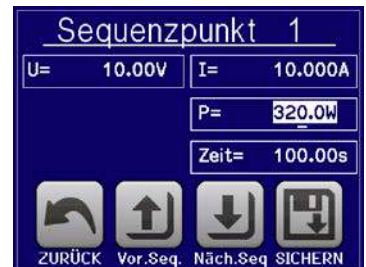 Sequenzpunkt 1
U= 10.00V I= 10.000A
P= 320.0W
Zeit= 100.00s
ZURÜCK Vor.Seq. Näch.Seq SICHERN